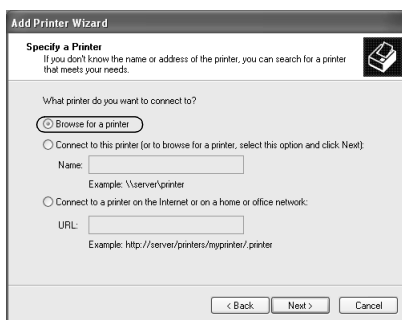 Add Printer Wizard
Specify a Printer
If you don't know the name or address of the printer, you can search for a printer
that meets your needs.
What printer do you want to connect to?
Browse for a printer
Connect to this printer (or to browse for a printer, select this option and click Next):
Name:
Example: \\server\printer
Connect to a printer on the Internet or on a home or office network:
URL:
Example: http://server/printers/myprinter/.printer
< Back Next > Cancel